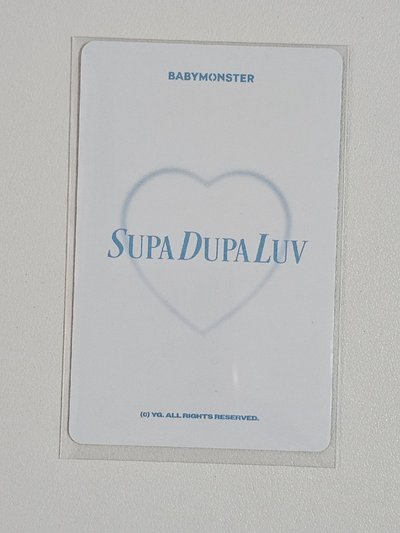 BABYMONSTER
SUPA DUPA LUV
(c) YG. ALL RIGHTS RESERVED.